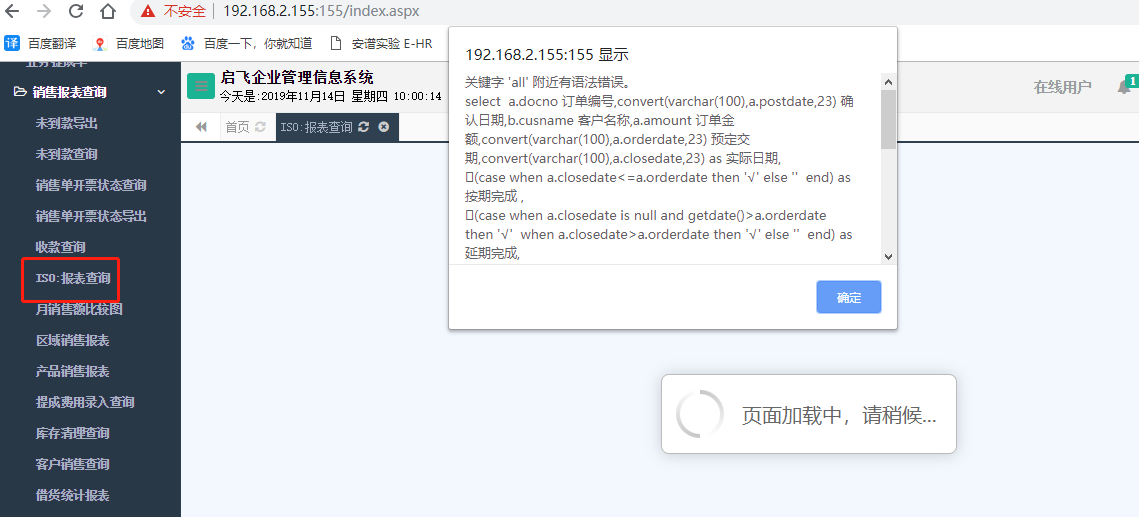 不安全 192.168.2.155:155/index.aspx
译 百度翻译 百度地图 百度一下，你就知道 安谱实验 E-HR
销售报表查询
未到款导出
未到款查询
销售单开票状态查询
销售单开票状态导出
收款查询
ISO:报表查询
月销售额比较图
区域销售报表
产品销售报表
提成费用录入查询
库存清理查询
客户销售查询
借货统计报表
启飞企业管理信息系统
今天是:2019年11月14日 星期四 10:00:14
在线用户
1
首页
ISO:报表查询
192.168.2.155:155 显示
关键字 'all' 附近有语法错误。
select a.docno 订单编号,convert(varchar(100),a.postdate,23) 确
认日期,b.cusname 客户名称,a.amount 订单金
额,convert(varchar(100),a.orderdate,23) 预定交
期,convert(varchar(100),a.closedate,23) as 实际日期,
(case when a.closedate<=a.orderdate then '√' else '' end) as
按期完成 ,
(case when a.closedate is null and getdate()>a.orderdate
then '√' when a.closedate>a.orderdate then '√' else '' end) as
延期完成,
确定
页面加载中，请稍候...